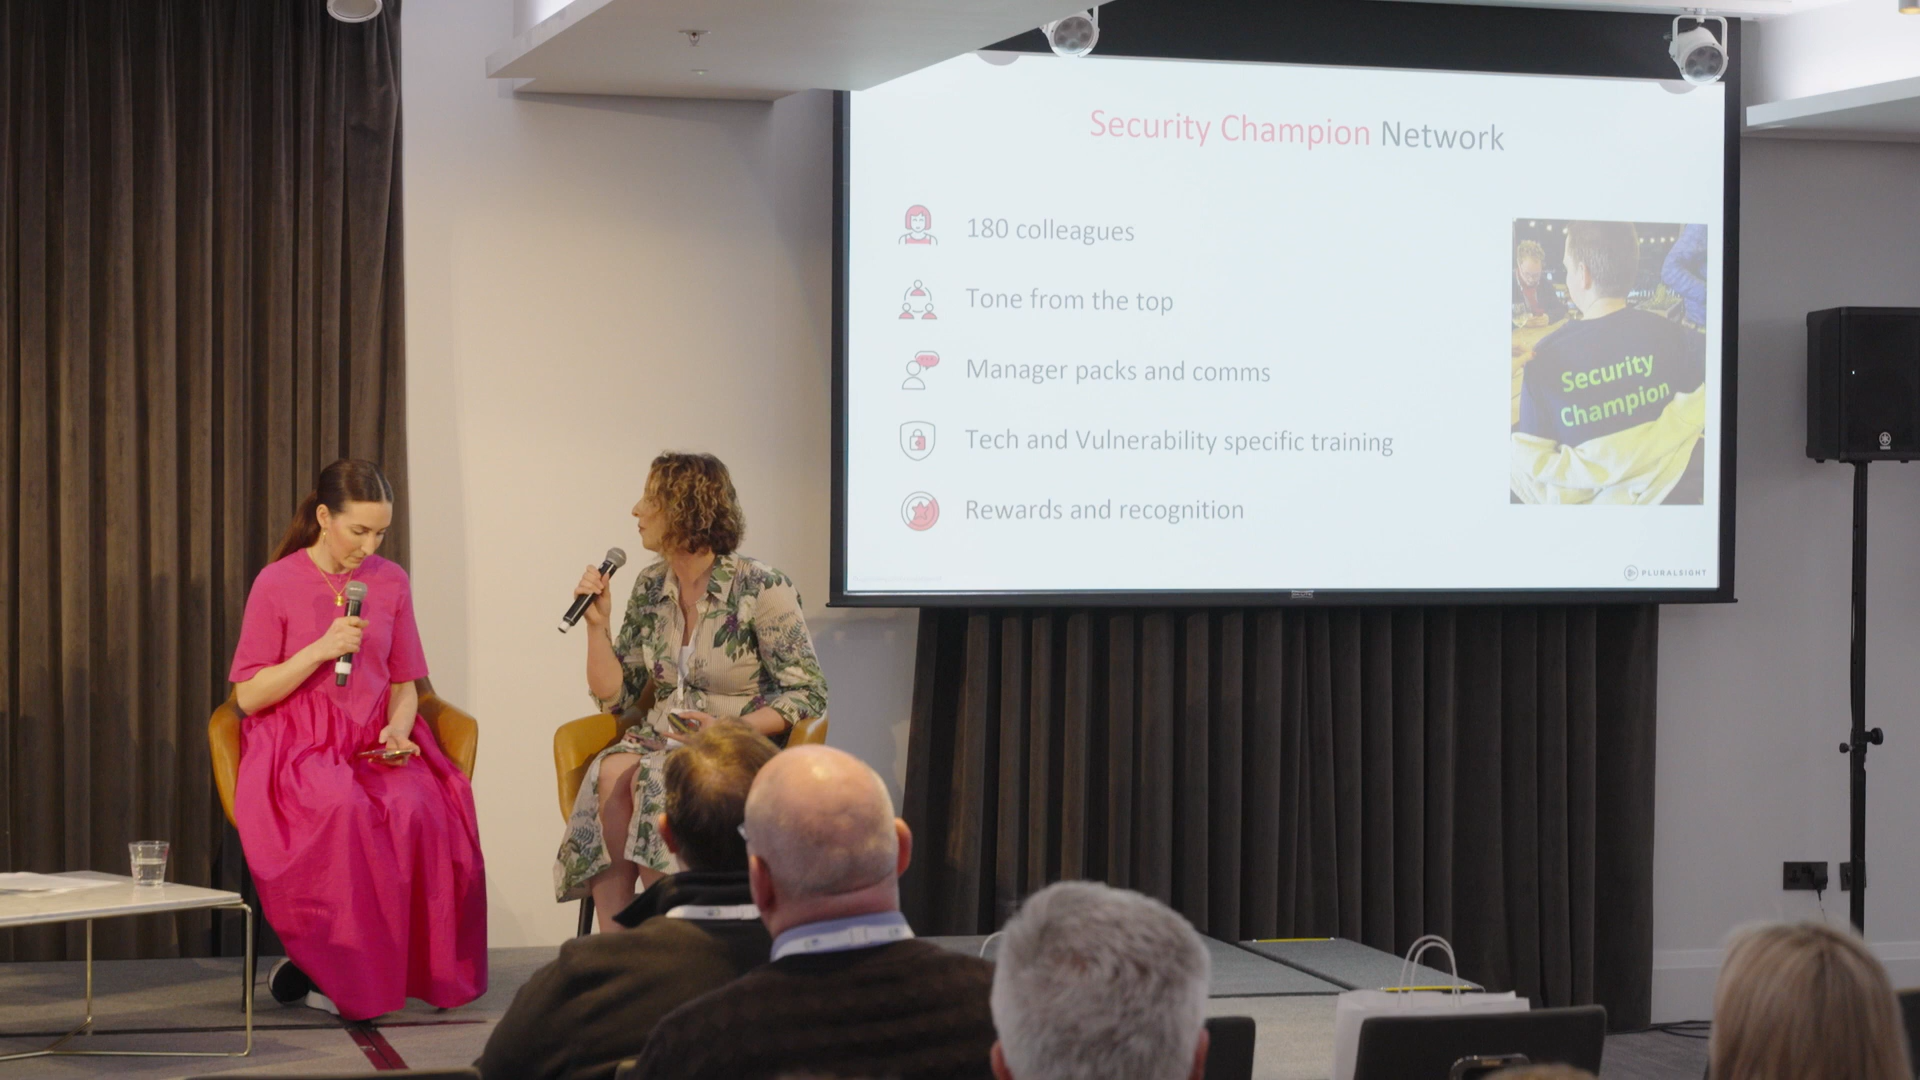 Security Champion Network
180 colleagues
Tone from the top
Manager packs and comms
Tech and Vulnerability specific training
Rewards and recognition
Security
Champion
PLURALSIGHT